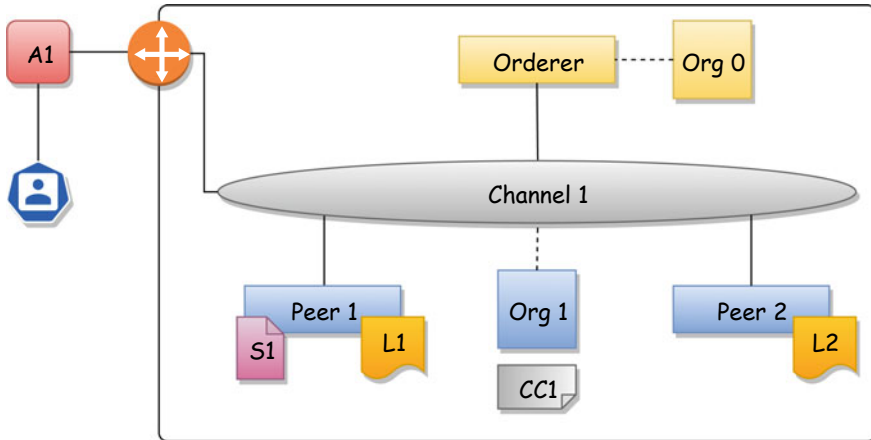 A1
Orderer
Org 0
Channel 1
Peer 1
Org 1
Peer 2
S1
L1
L2
CC1